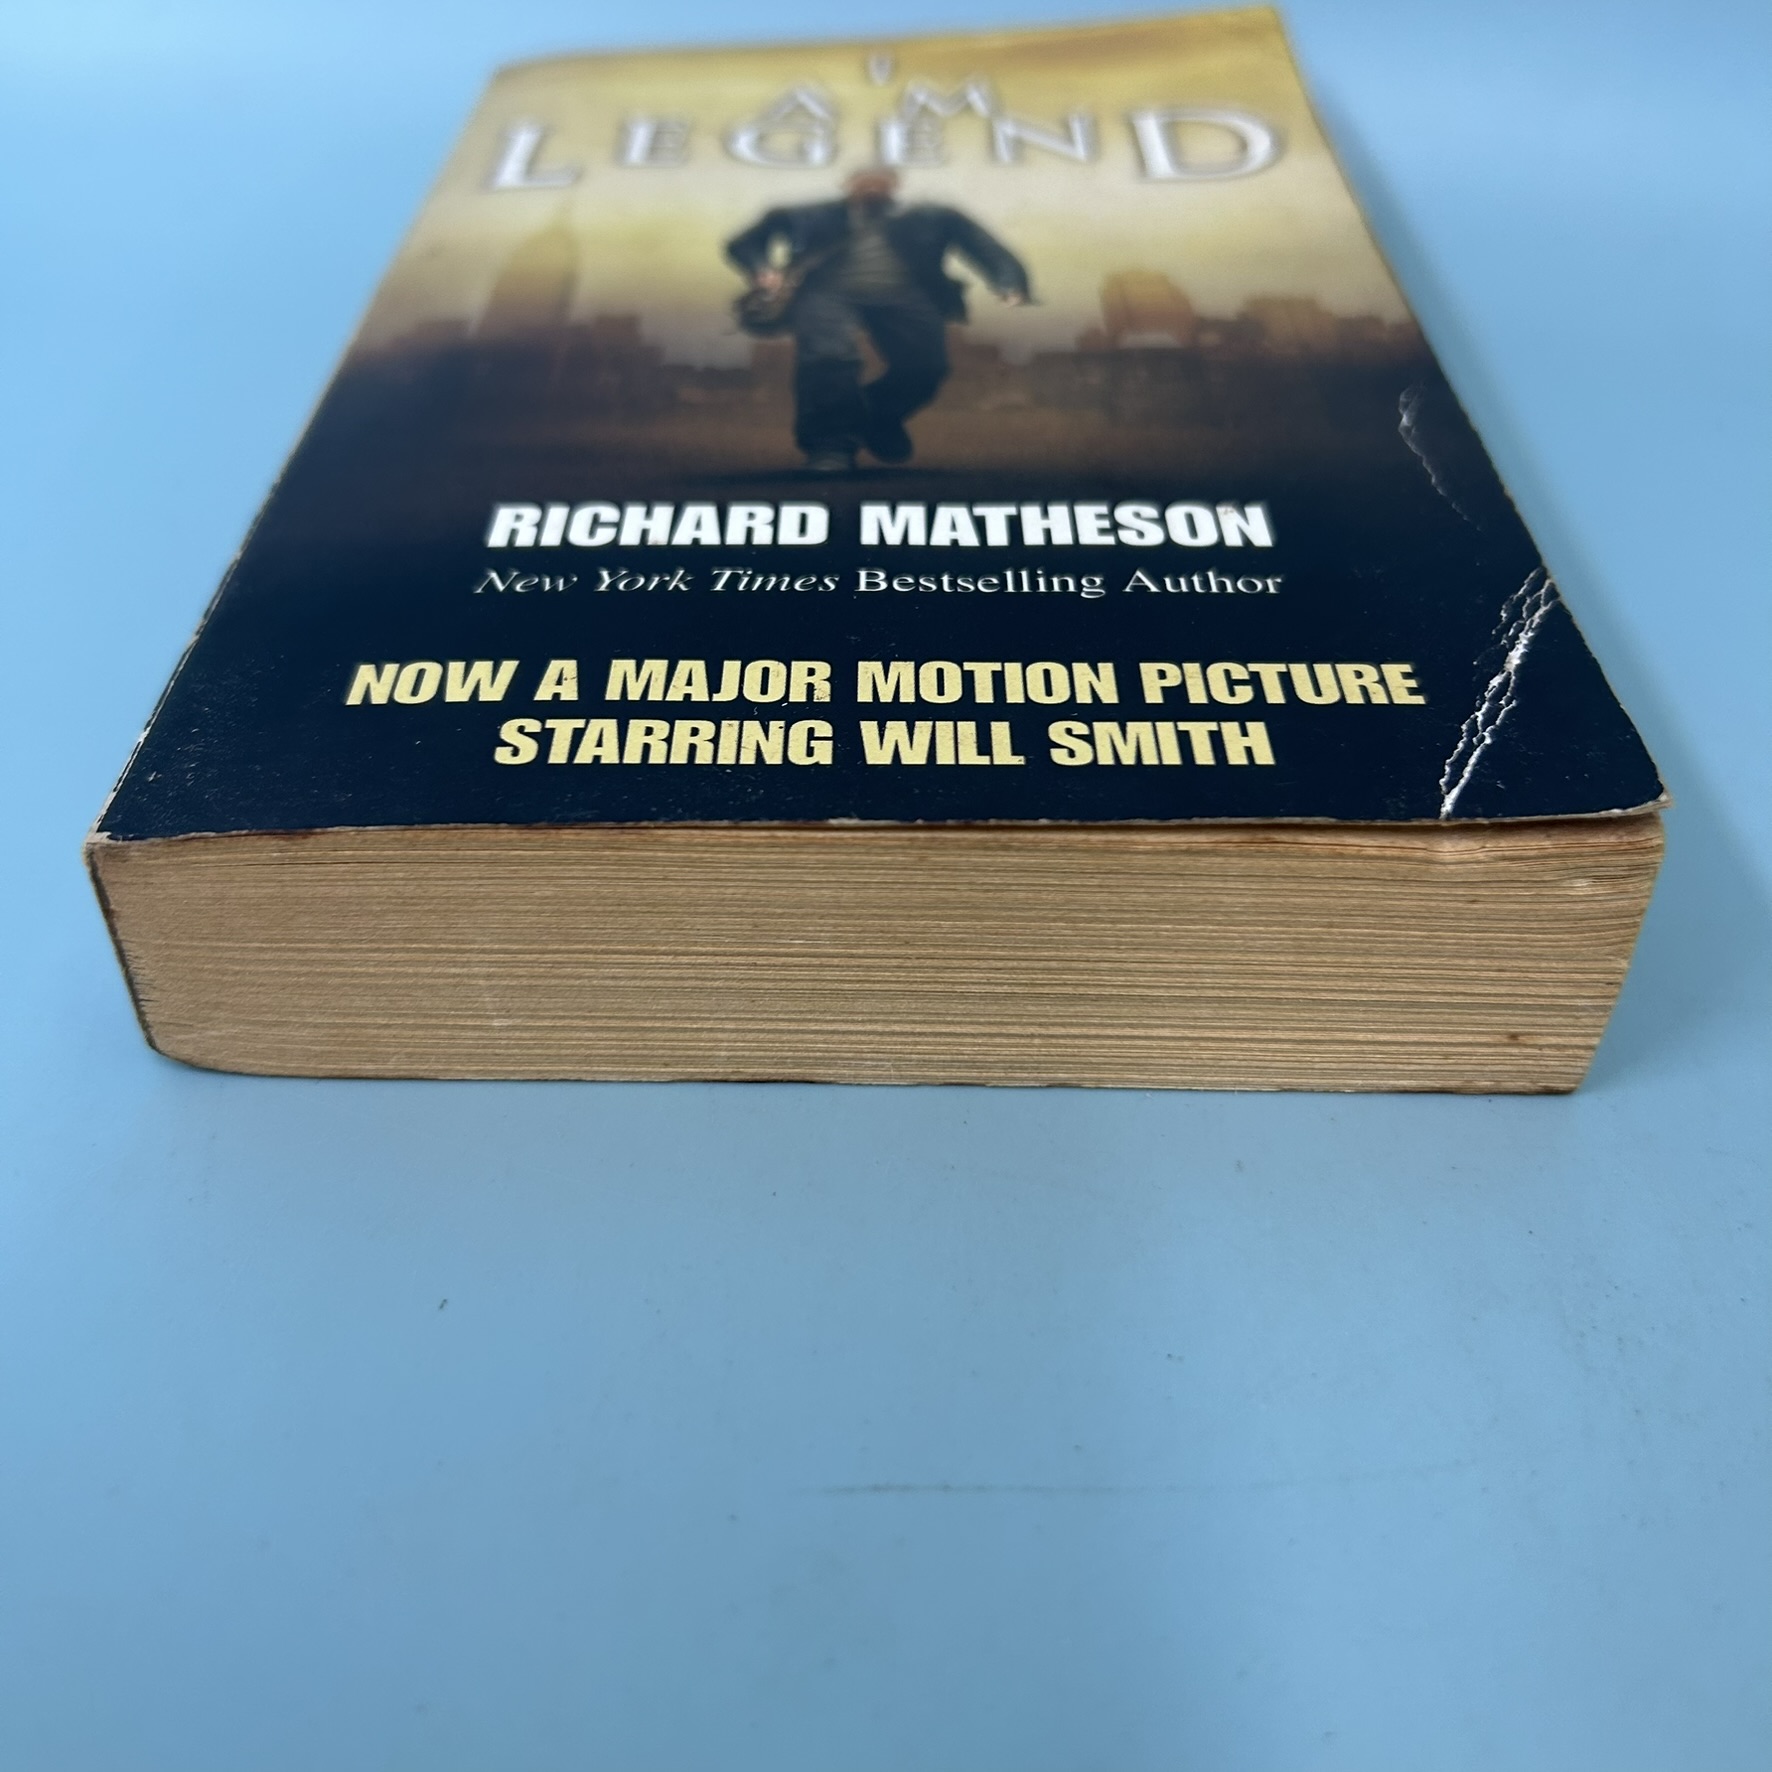 I
AM
LEGEND
RICHARD MATHESON
New York Times Bestselling Author
NOW A MAJOR MOTION PICTURE
STARRING WILL SMITH